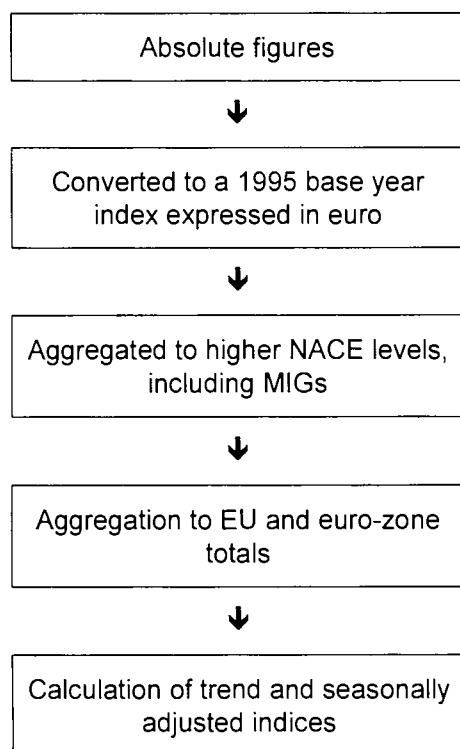 Absolute figures
Converted to a 1995 base year
index expressed in euro
Aggregated to higher NACE levels,
including MIGs
Aggregation to EU and euro-zone
totals
Calculation of trend and seasonally
adjusted indices